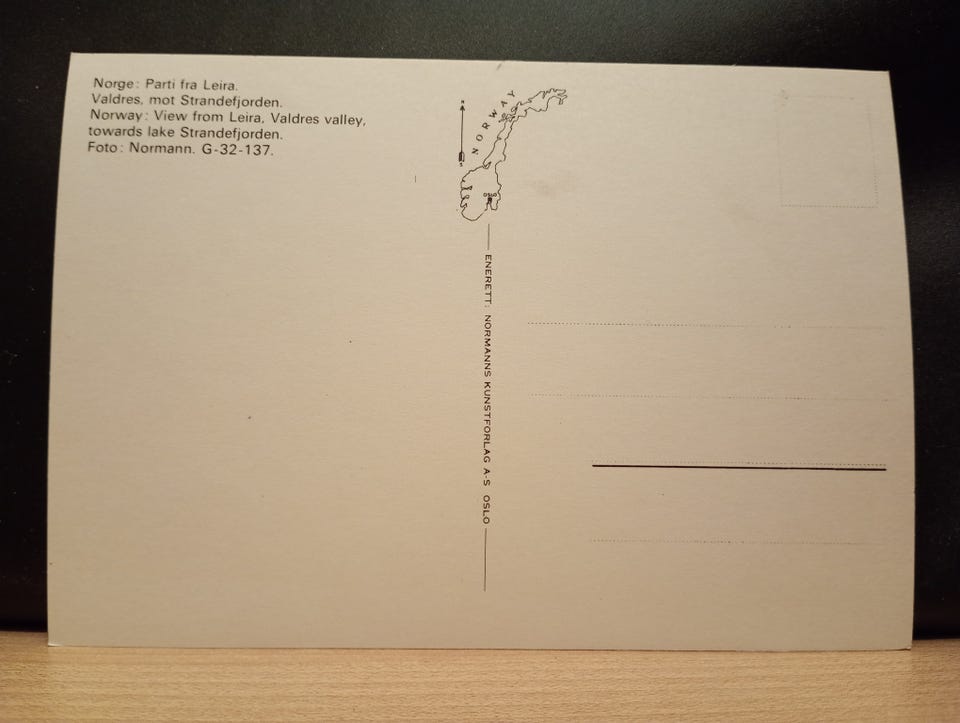 Norge: Parti fra Leira.
Valdres, mot Strandefjorden.
Norway: View from Leira, Valdres valley,
towards lake Strandefjorden.
Foto: Normann. G-32-137.
NORWAY
OSLO
ENERETT: NORMANNS KUNSTFORLAG A-S OSLO